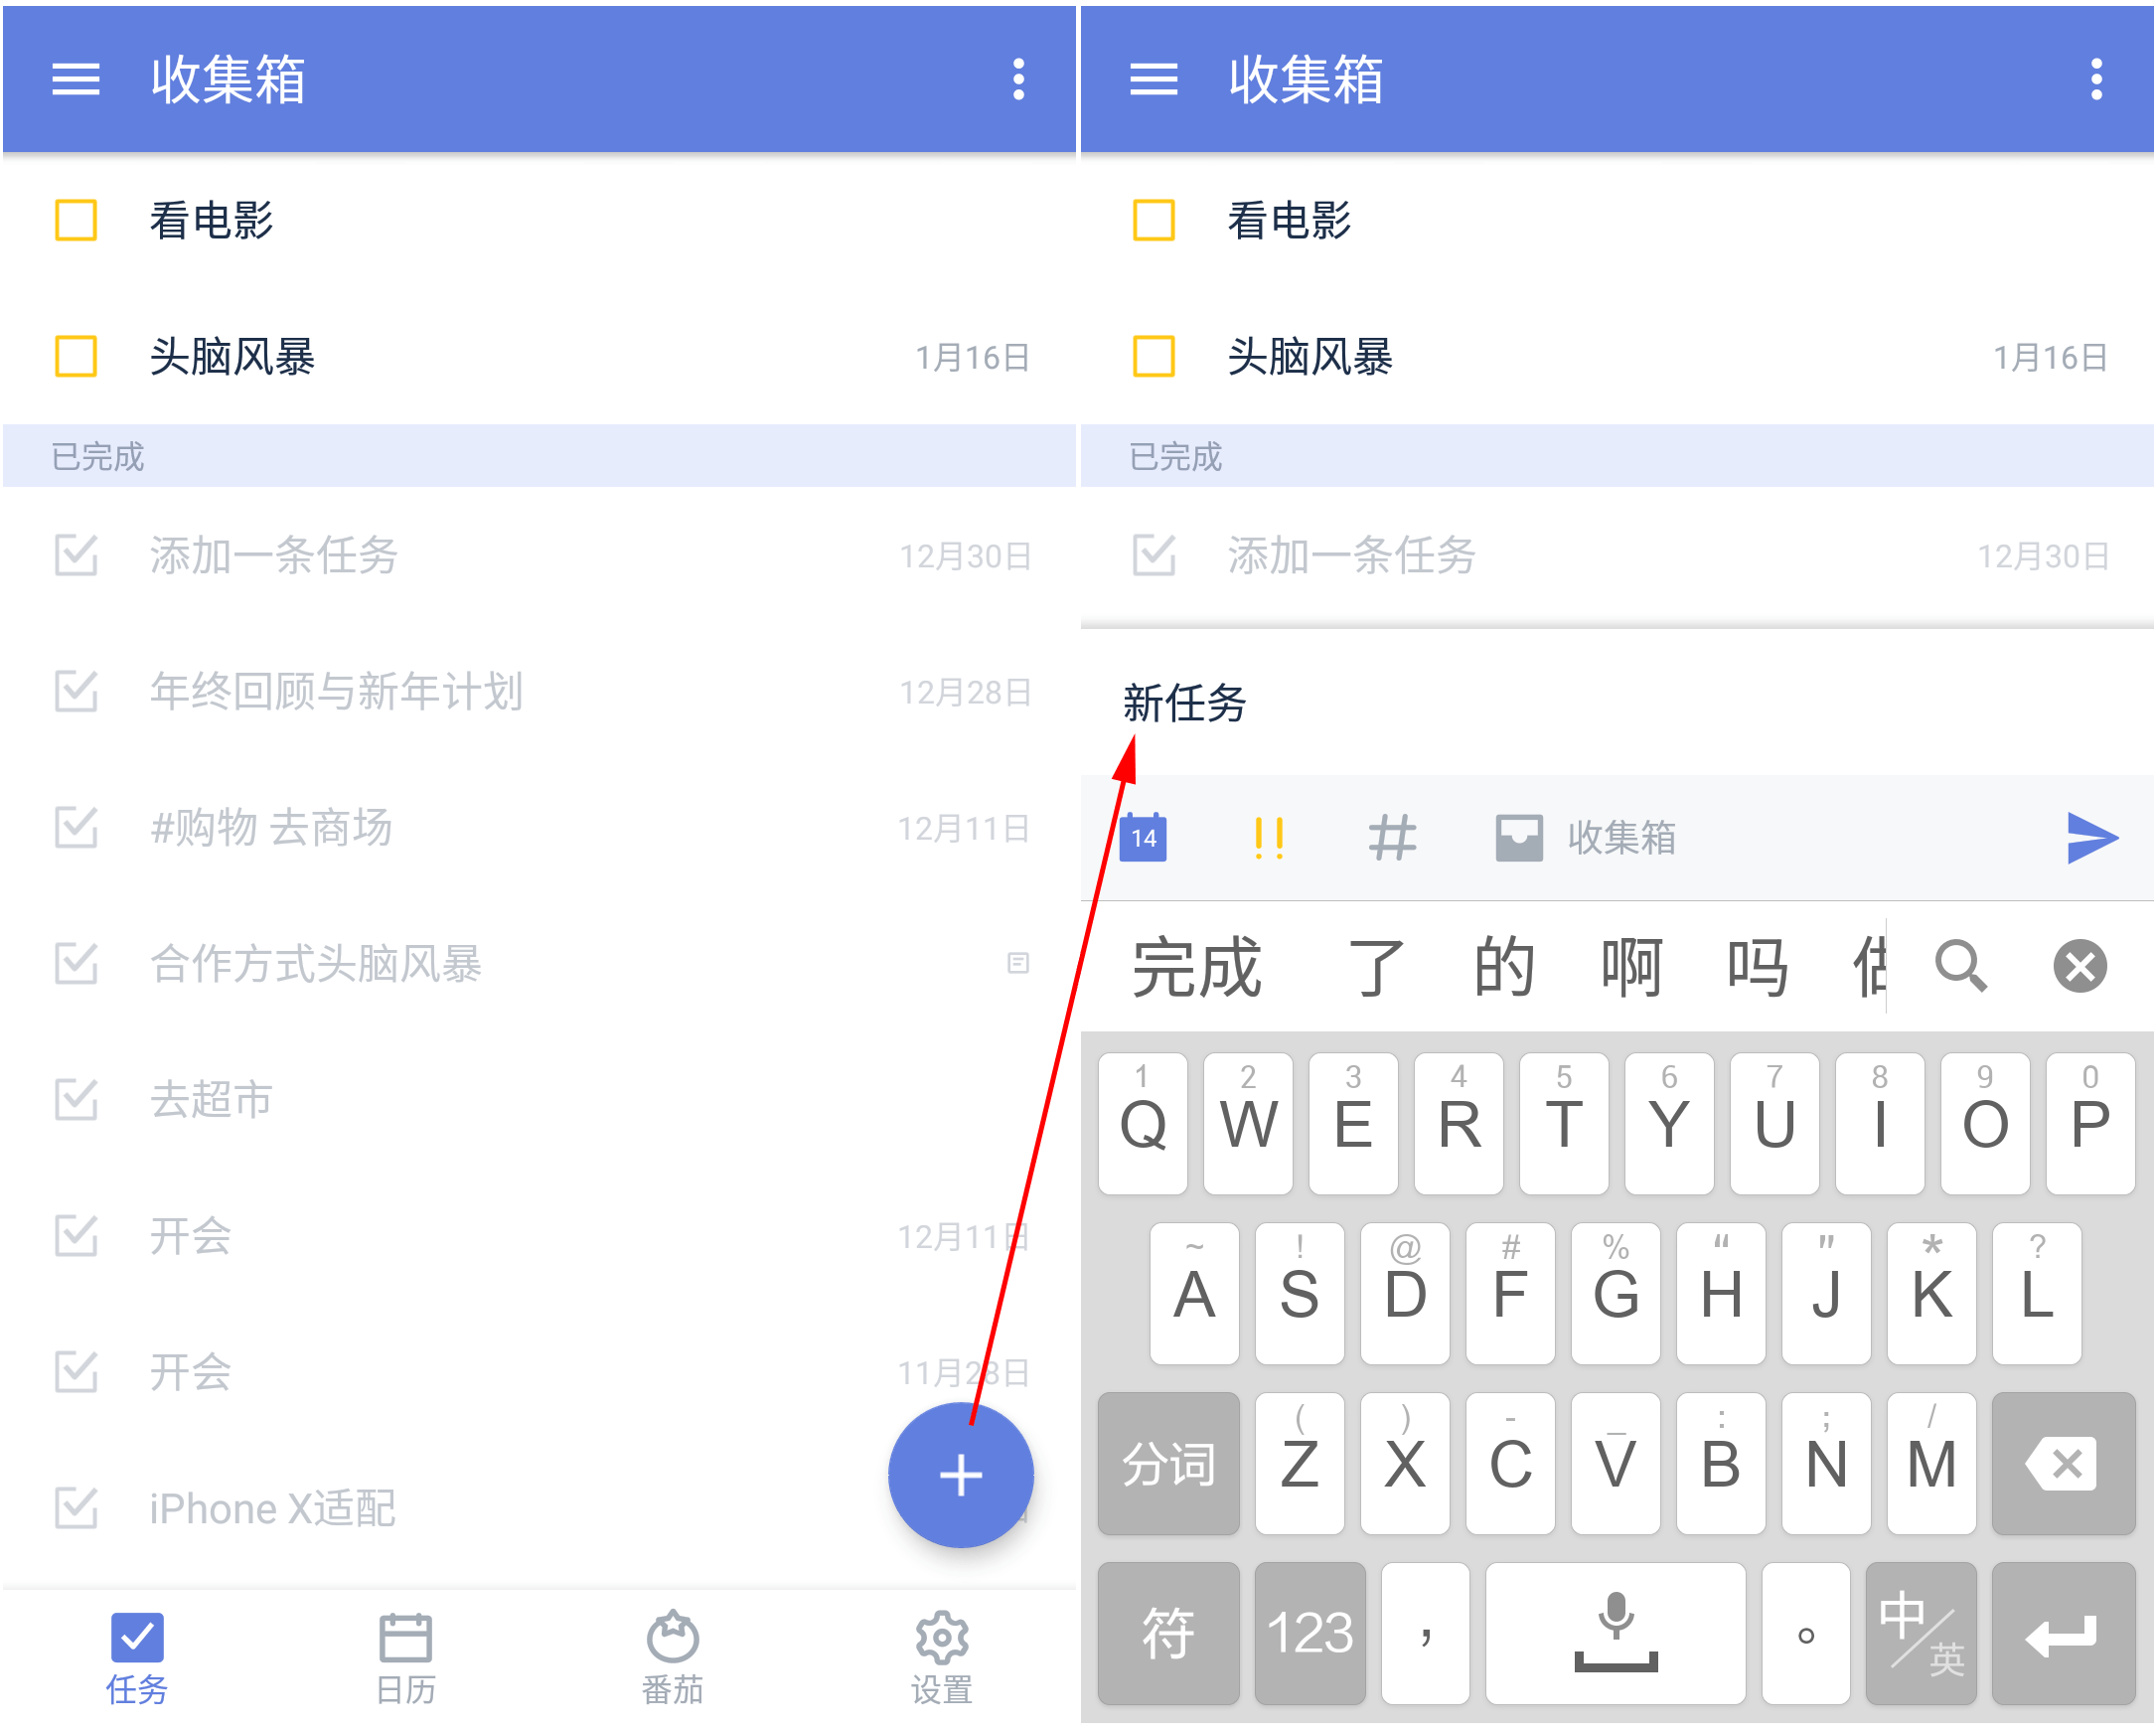 收集箱
看电影
头脑风暴 1月16日
已完成
添加一条任务 12月30日
年终回顾与新年计划 12月28日
#购物 去商场 12月11日
合作方式头脑风暴
去超市
开会 12月11日
开会 11月28日
iPhone X适配
任务 日历 番茄 设置
收集箱
看电影
头脑风暴 1月16日
已完成
添加一条任务 12月30日
新任务
14 !! # 收集箱
完成 了 的 啊 吗
1 2 3 4 5 6 7 8 9 0
Q W E R T Y U I O P
~ ! @ # % “ " * ?
A S D F G H J K L
( ) - _ : ; /
分词 Z X C V B N M
符 123 , 。 中/英